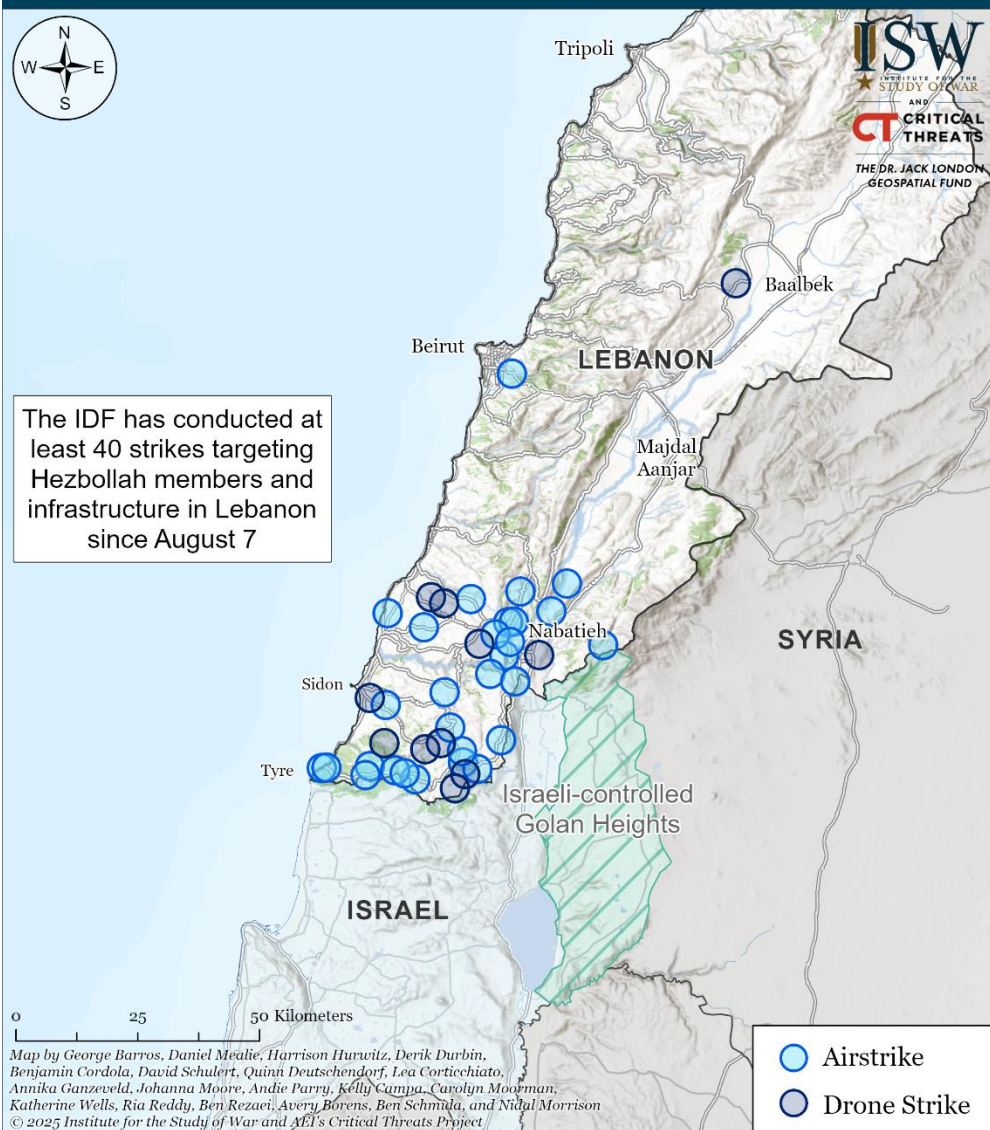 N
W E
S
Tripoli
ISW
INSTITUTE FOR THE
STUDY OF WAR
AND
CT CRITICAL
THREATS
THE DR. JACK LONDON
GEOSPATIAL FUND
Baalbek
Beirut
LEBANON
The IDF has conducted at
least 40 strikes targeting
Hezbollah members and
infrastructure in Lebanon
since August 7
Majdal
Aanjar
Nabatieh
SYRIA
Sidon
Tyre
Israeli-controlled
Golan Heights
ISRAEL
0 25 50 Kilometers
Map by George Barros, Daniel Mealie, Harrison Hurwitz, Derik Durbin,
Benjamin Cordola, David Schulert, Quinn Deutschendorf, Lea Corticchiato,
Annika Ganzeveld, Johanna Moore, Andie Parry, Kelly Campa, Carolyn Moorman,
Katherine Wells, Ria Reddy, Ben Rezaei, Avery Borens, Ben Schmida, and Nidal Morrison
© 2025 Institute for the Study of War and AEI's Critical Threats Project
Airstrike
Drone Strike